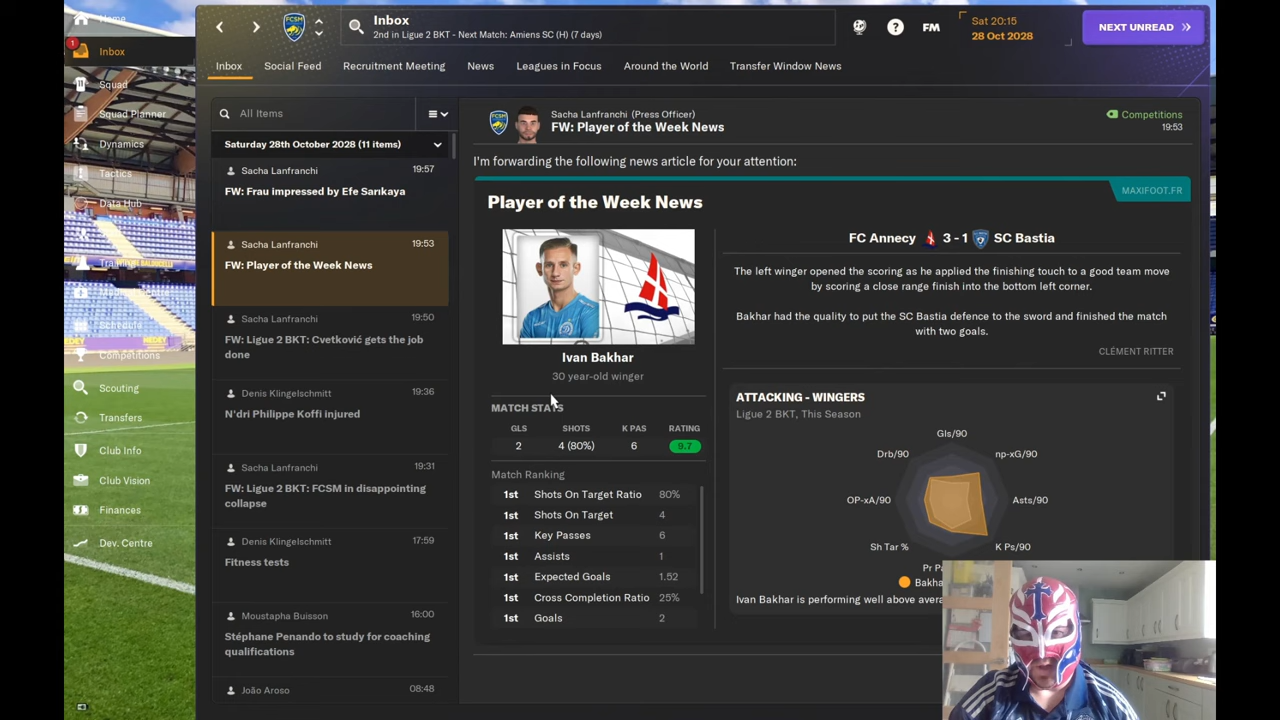 Home
1
Inbox
Squad
Squad Planner
Dynamics
Tactics
Data Hub
Schedule
Competitions
Scouting
Transfers
Club Info
Club Vision
Finances
Dev. Centre
FCSM
Inbox
2nd in Ligue 2 BKT - Next Match: Amiens SC (H) (7 days)
?
FM
Sat 20:15
28 Oct 2028
NEXT UNREAD
Inbox
Social Feed
Recruitment Meeting
News
Leagues in Focus
Around the World
Transfer Window News
All Items
Saturday 28th October 2028 (11 items)
Sacha Lanfranchi 19:57
FW: Frau impressed by Efe Sarıkaya
Sacha Lanfranchi 19:53
FW: Player of the Week News
Sacha Lanfranchi 19:50
FW: Ligue 2 BKT: Cvetković gets the job
done
Denis Klingelschmitt 19:36
N'dri Philippe Koffi injured
Sacha Lanfranchi 19:31
FW: Ligue 2 BKT: FCSM in disappointing
collapse
Denis Klingelschmitt 17:59
Fitness tests
Moustapha Buisson 16:00
Stéphane Penando to study for coaching
qualifications
João Aroso 08:48
Sacha Lanfranchi (Press Officer)
FW: Player of the Week News
Competitions
19:53
I'm forwarding the following news article for your attention:
MAXIFOOT.FR
Player of the Week News
Ivan Bakhar
30 year-old winger
MATCH STATS
GLS SHOTS K PAS RATING
2 4 (80%) 6 9.7
Match Ranking
1st Shots On Target Ratio 80%
1st Shots On Target 4
1st Key Passes 6
1st Assists 1
1st Expected Goals 1.52
1st Cross Completion Ratio 25%
1st Goals 2
FC Annecy 3 - 1 SC Bastia
The left winger opened the scoring as he applied the finishing touch to a good team move
by scoring a close range finish into the bottom left corner.
Bakhar had the quality to put the SC Bastia defence to the sword and finished the match
with two goals.
CLÉMENT RITTER
ATTACKING - WINGERS
Ligue 2 BKT, This Season
Gls/90
Drb/90
np-xG/90
OP-xA/90
Asts/90
Sh Tar %
K Ps/90
Pr Pa
Bakha
Ivan Bakhar is performing well above avera